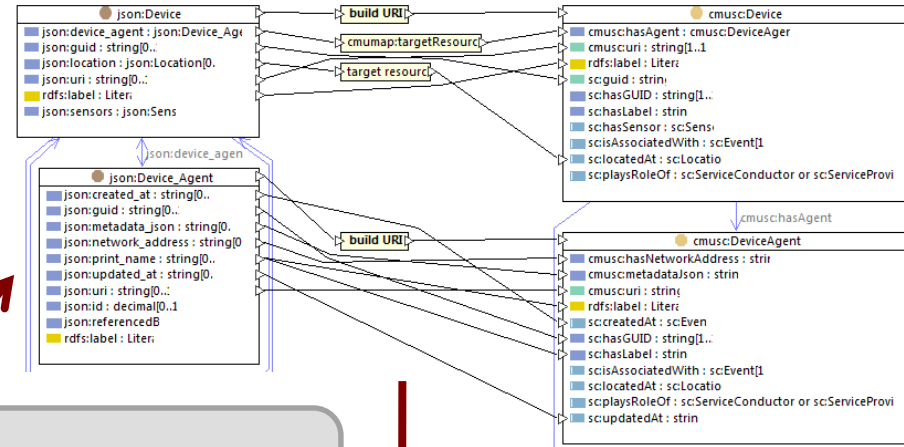 json:Device
json:device_agent : json:Device_Age
json:guid : string[0..
json:location : json:Location[0.
json:uri : string[0..
rdfs:label : Litera
json:sensors : json:Sens
build URI
cmumap:targetResourc
target resourc
cmusc:Device
cmusc:hasAgent : cmusc:DeviceAger
cmusc:uri : string[1..1
rdfs:label : Litera
sc:guid : string
sc:hasGUID : string[1..
sc:hasLabel : strin
sc:hasSensor : sc:Sens
sc:isAssociatedWith : sc:Event[1
sc:locatedAt : sc:Locatio
sc:playsRoleOf : sc:ServiceConductor or sc:ServiceProvi
json:device_agen
json:Device_Agent
json:created_at : string[0..
json:guid : string[0..
json:metadata_json : string[0.
json:network_address : string[0
json:print_name : string[0..
json:updated_at : string[0.
json:uri : string[0..
json:id : decimal[0..1
json:referencedB
rdfs:label : Litera
build URI
cmusc:hasAgent
cmusc:DeviceAgent
cmusc:hasNetworkAddress : strin
cmusc:metadataJson : strin
cmusc:uri : string
rdfs:label : Litera
sc:createdAt : sc:Even
sc:hasGUID : string[1..
sc:hasLabel : strin
sc:isAssociatedWith : sc:Event[1
sc:locatedAt : sc:Locatio
sc:playsRoleOf : sc:ServiceConductor or sc:ServiceProvi
sc:updatedAt : strin